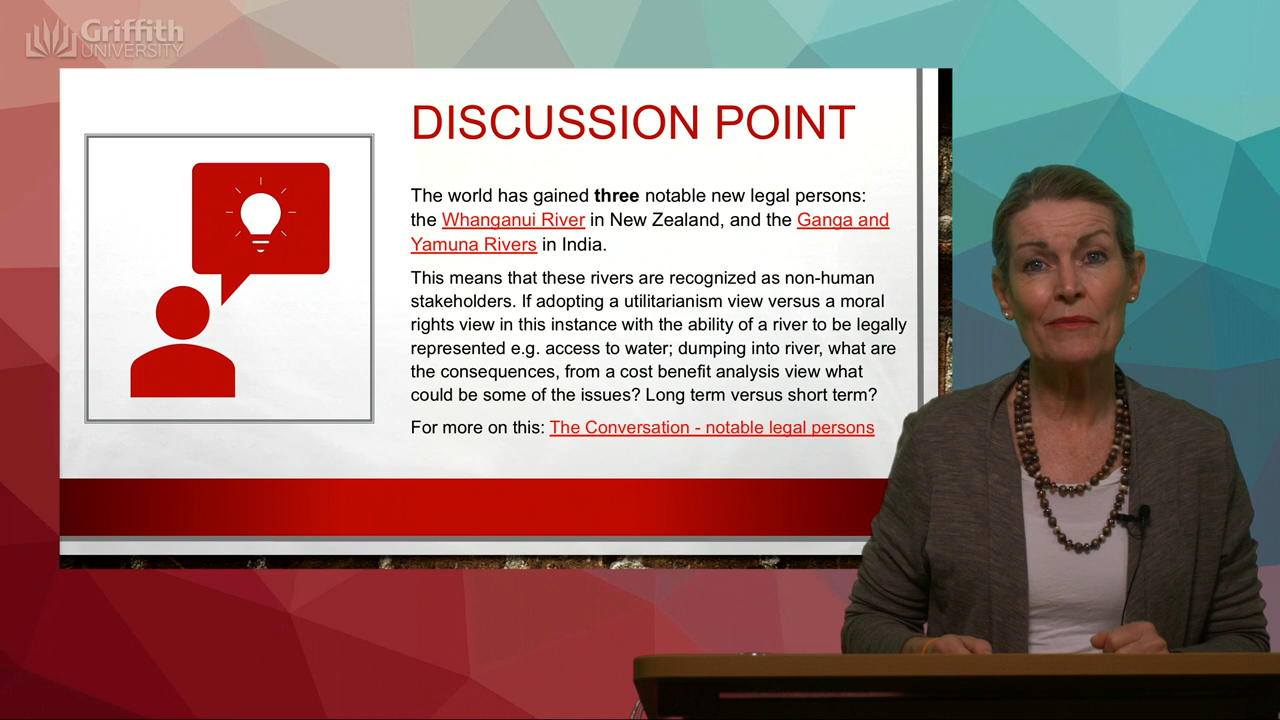 Griffith
UNIVERSITY
DISCUSSION POINT
The world has gained three notable new legal persons:
the Whanganui River in New Zealand, and the Ganga and
Yamuna Rivers in India.
This means that these rivers are recognized as non-human
stakeholders. If adopting a utilitarianism view versus a moral
rights view in this instance with the ability of a river to be legally
represented e.g. access to water; dumping into river, what are
the consequences, from a cost benefit analysis view what
could be some of the issues? Long term versus short term?
For more on this: The Conversation - notable legal persons